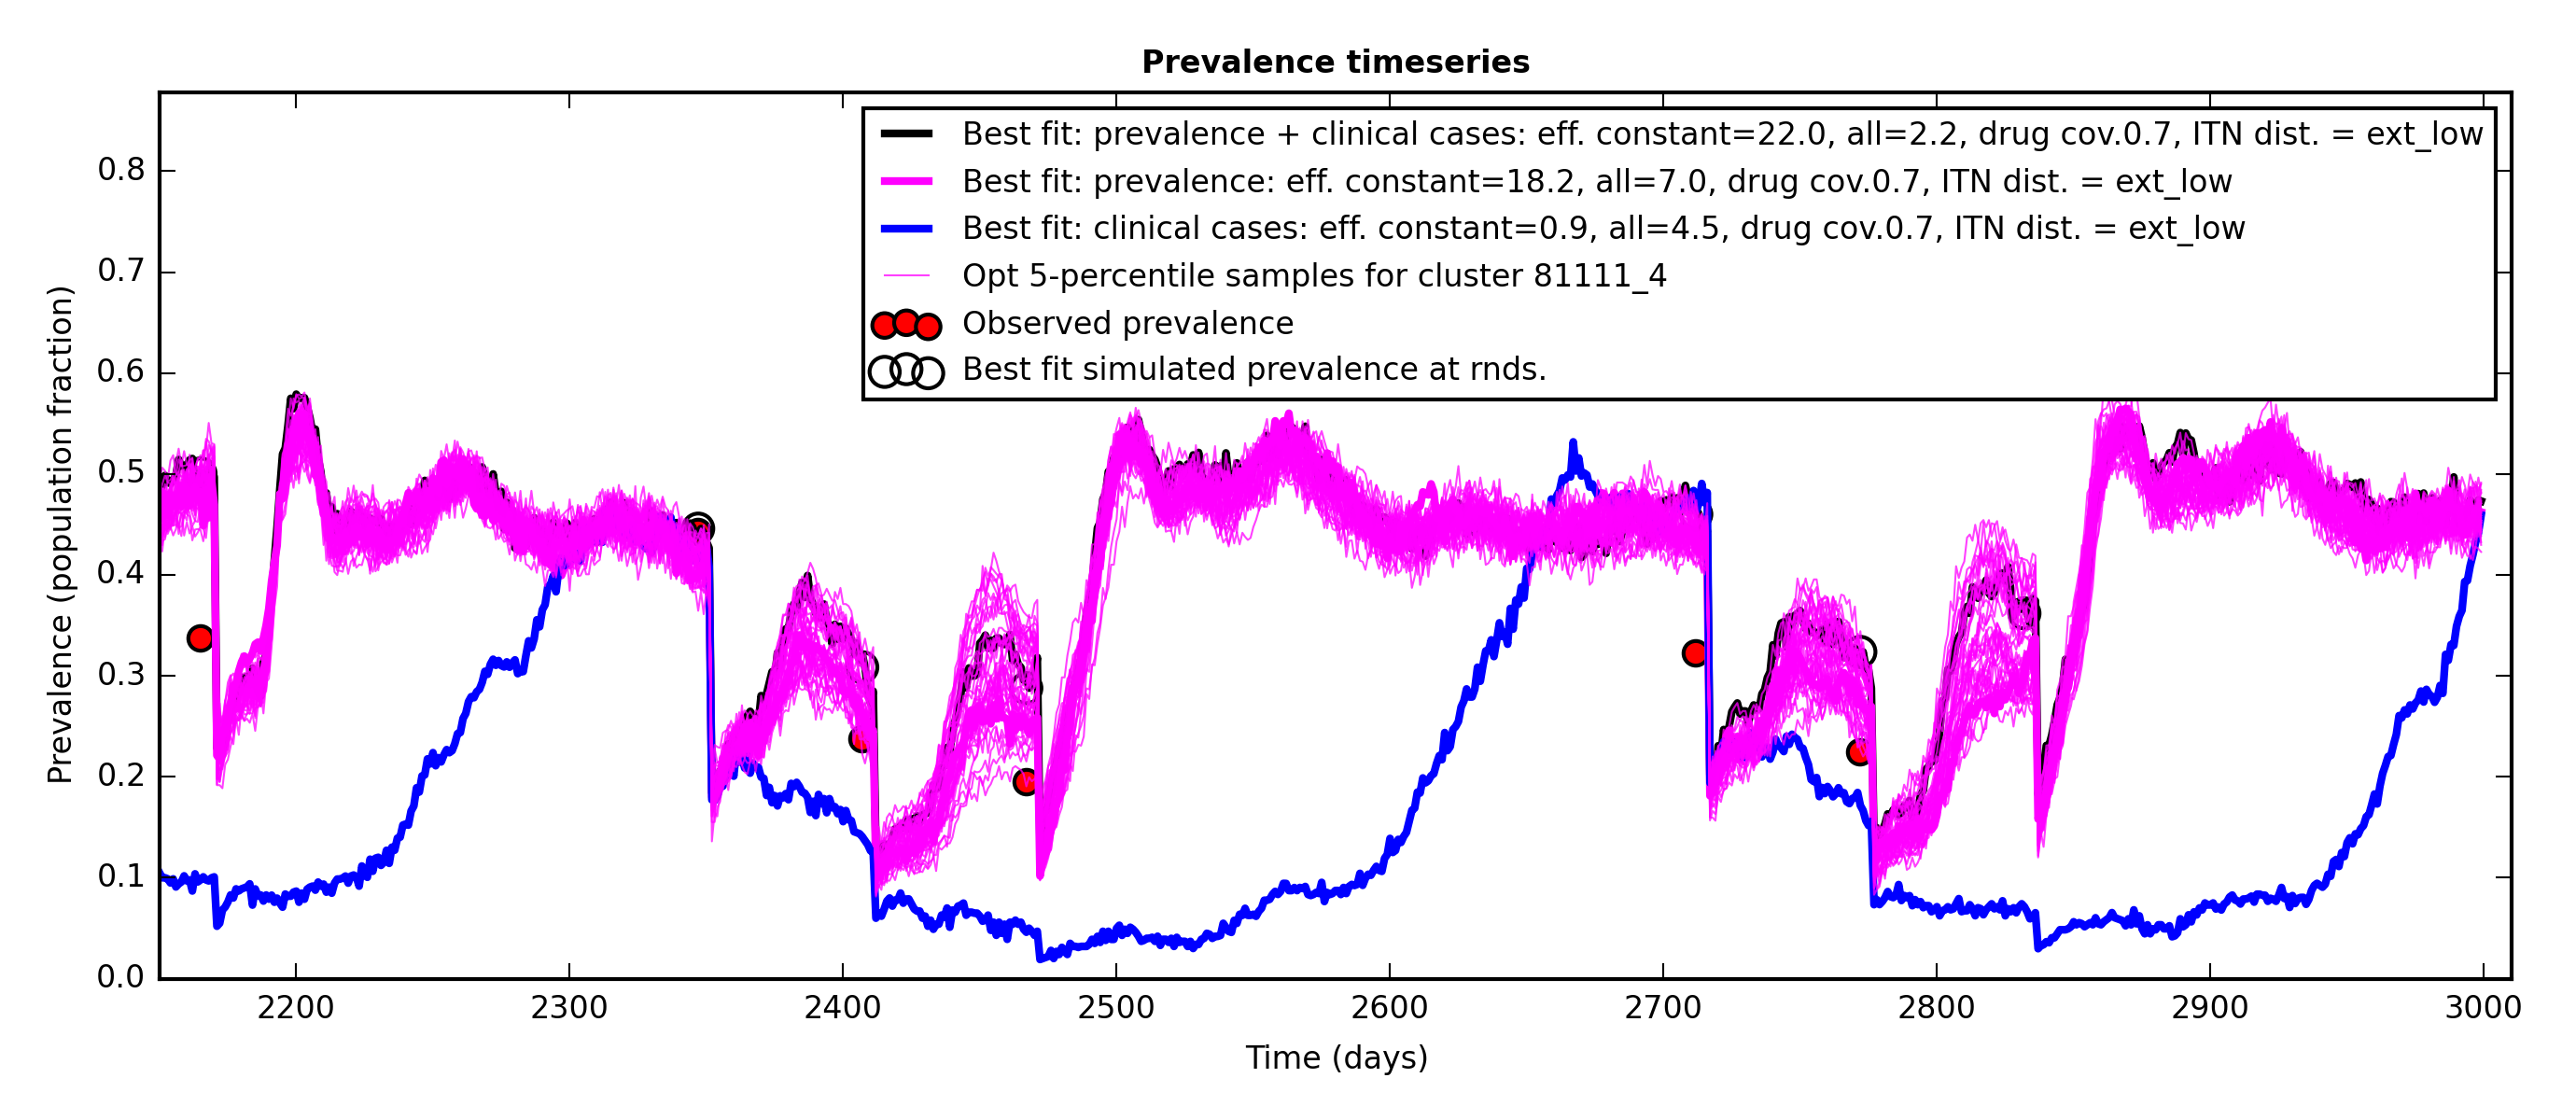 Prevalence timeseries
Best fit: prevalence + clinical cases: eff. constant=22.0, all=2.2, drug cov.0.7, ITN dist. = ext_low
Best fit: prevalence: eff. constant=18.2, all=7.0, drug cov.0.7, ITN dist. = ext_low
Best fit: clinical cases: eff. constant=0.9, all=4.5, drug cov.0.7, ITN dist. = ext_low
Opt 5-percentile samples for cluster 81111_4
Observed prevalence
Best fit simulated prevalence at rnds.
Prevalence (population fraction)
0.8
0.7
0.6
0.5
0.4
0.3
0.2
0.1
0.0
2200 2300 2400 2500 2600 2700 2800 2900 3000
Time (days)